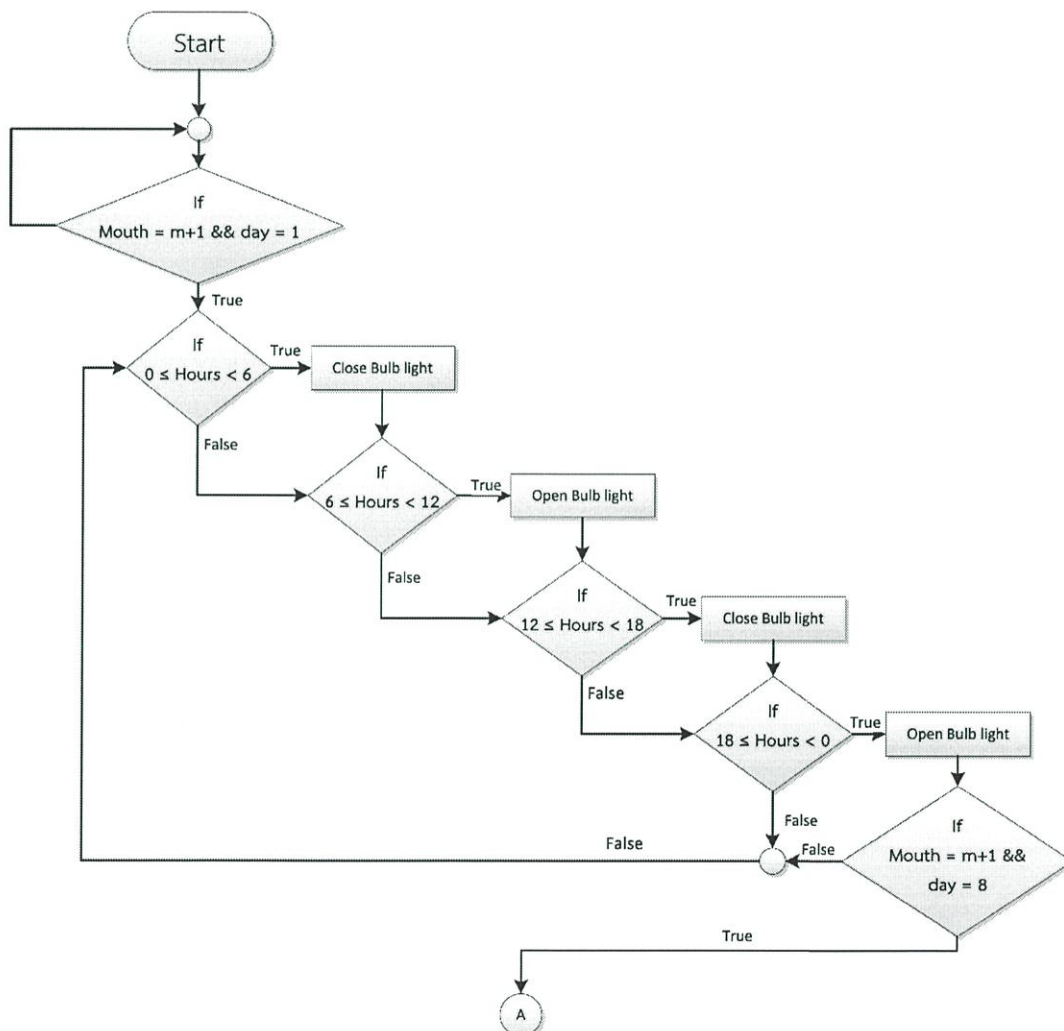 Start
If
Mouth = m+1 && day = 1
True
If
0 ≤ Hours < 6
True
Close Bulb light
False
If
6 ≤ Hours < 12
True
Open Bulb light
False
If
12 ≤ Hours < 18
True
Close Bulb light
False
If
18 ≤ Hours < 0
True
Open Bulb light
False
If
Mouth = m+1 &&
day = 8
False
False
True
A